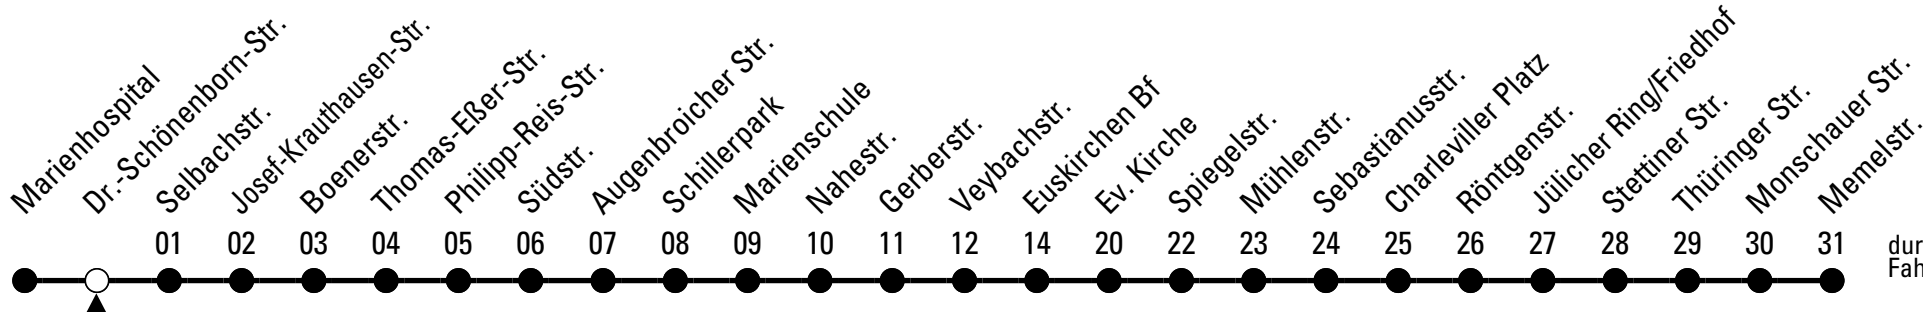 Marienhospital
Dr.-Schönenborn-Str.
Selbachstr.
Josef-Krauthausen-Str.
Boenerstr.
Thomas-Eßer-Str.
Philipp-Reis-Str.
Südstr.
Augenbroicher Str.
Schillerpark
Marienschule
Nahestr.
Gerberstr.
Veybachstr.
Euskirchen Bf
Ev. Kirche
Spiegelstr.
Mühlenstr.
Sebastianusstr.
Charleviller Platz
Röntgenstr.
Jülicher Ring/Friedhof
Stettiner Str.
Thüringer Str.
Monschauer Str.
Memelstr.
01 02 03 04 05 06 07 08 09 10 11 12 14 20 22 23 24 25 26 27 28 29 30 31
dur
Fah